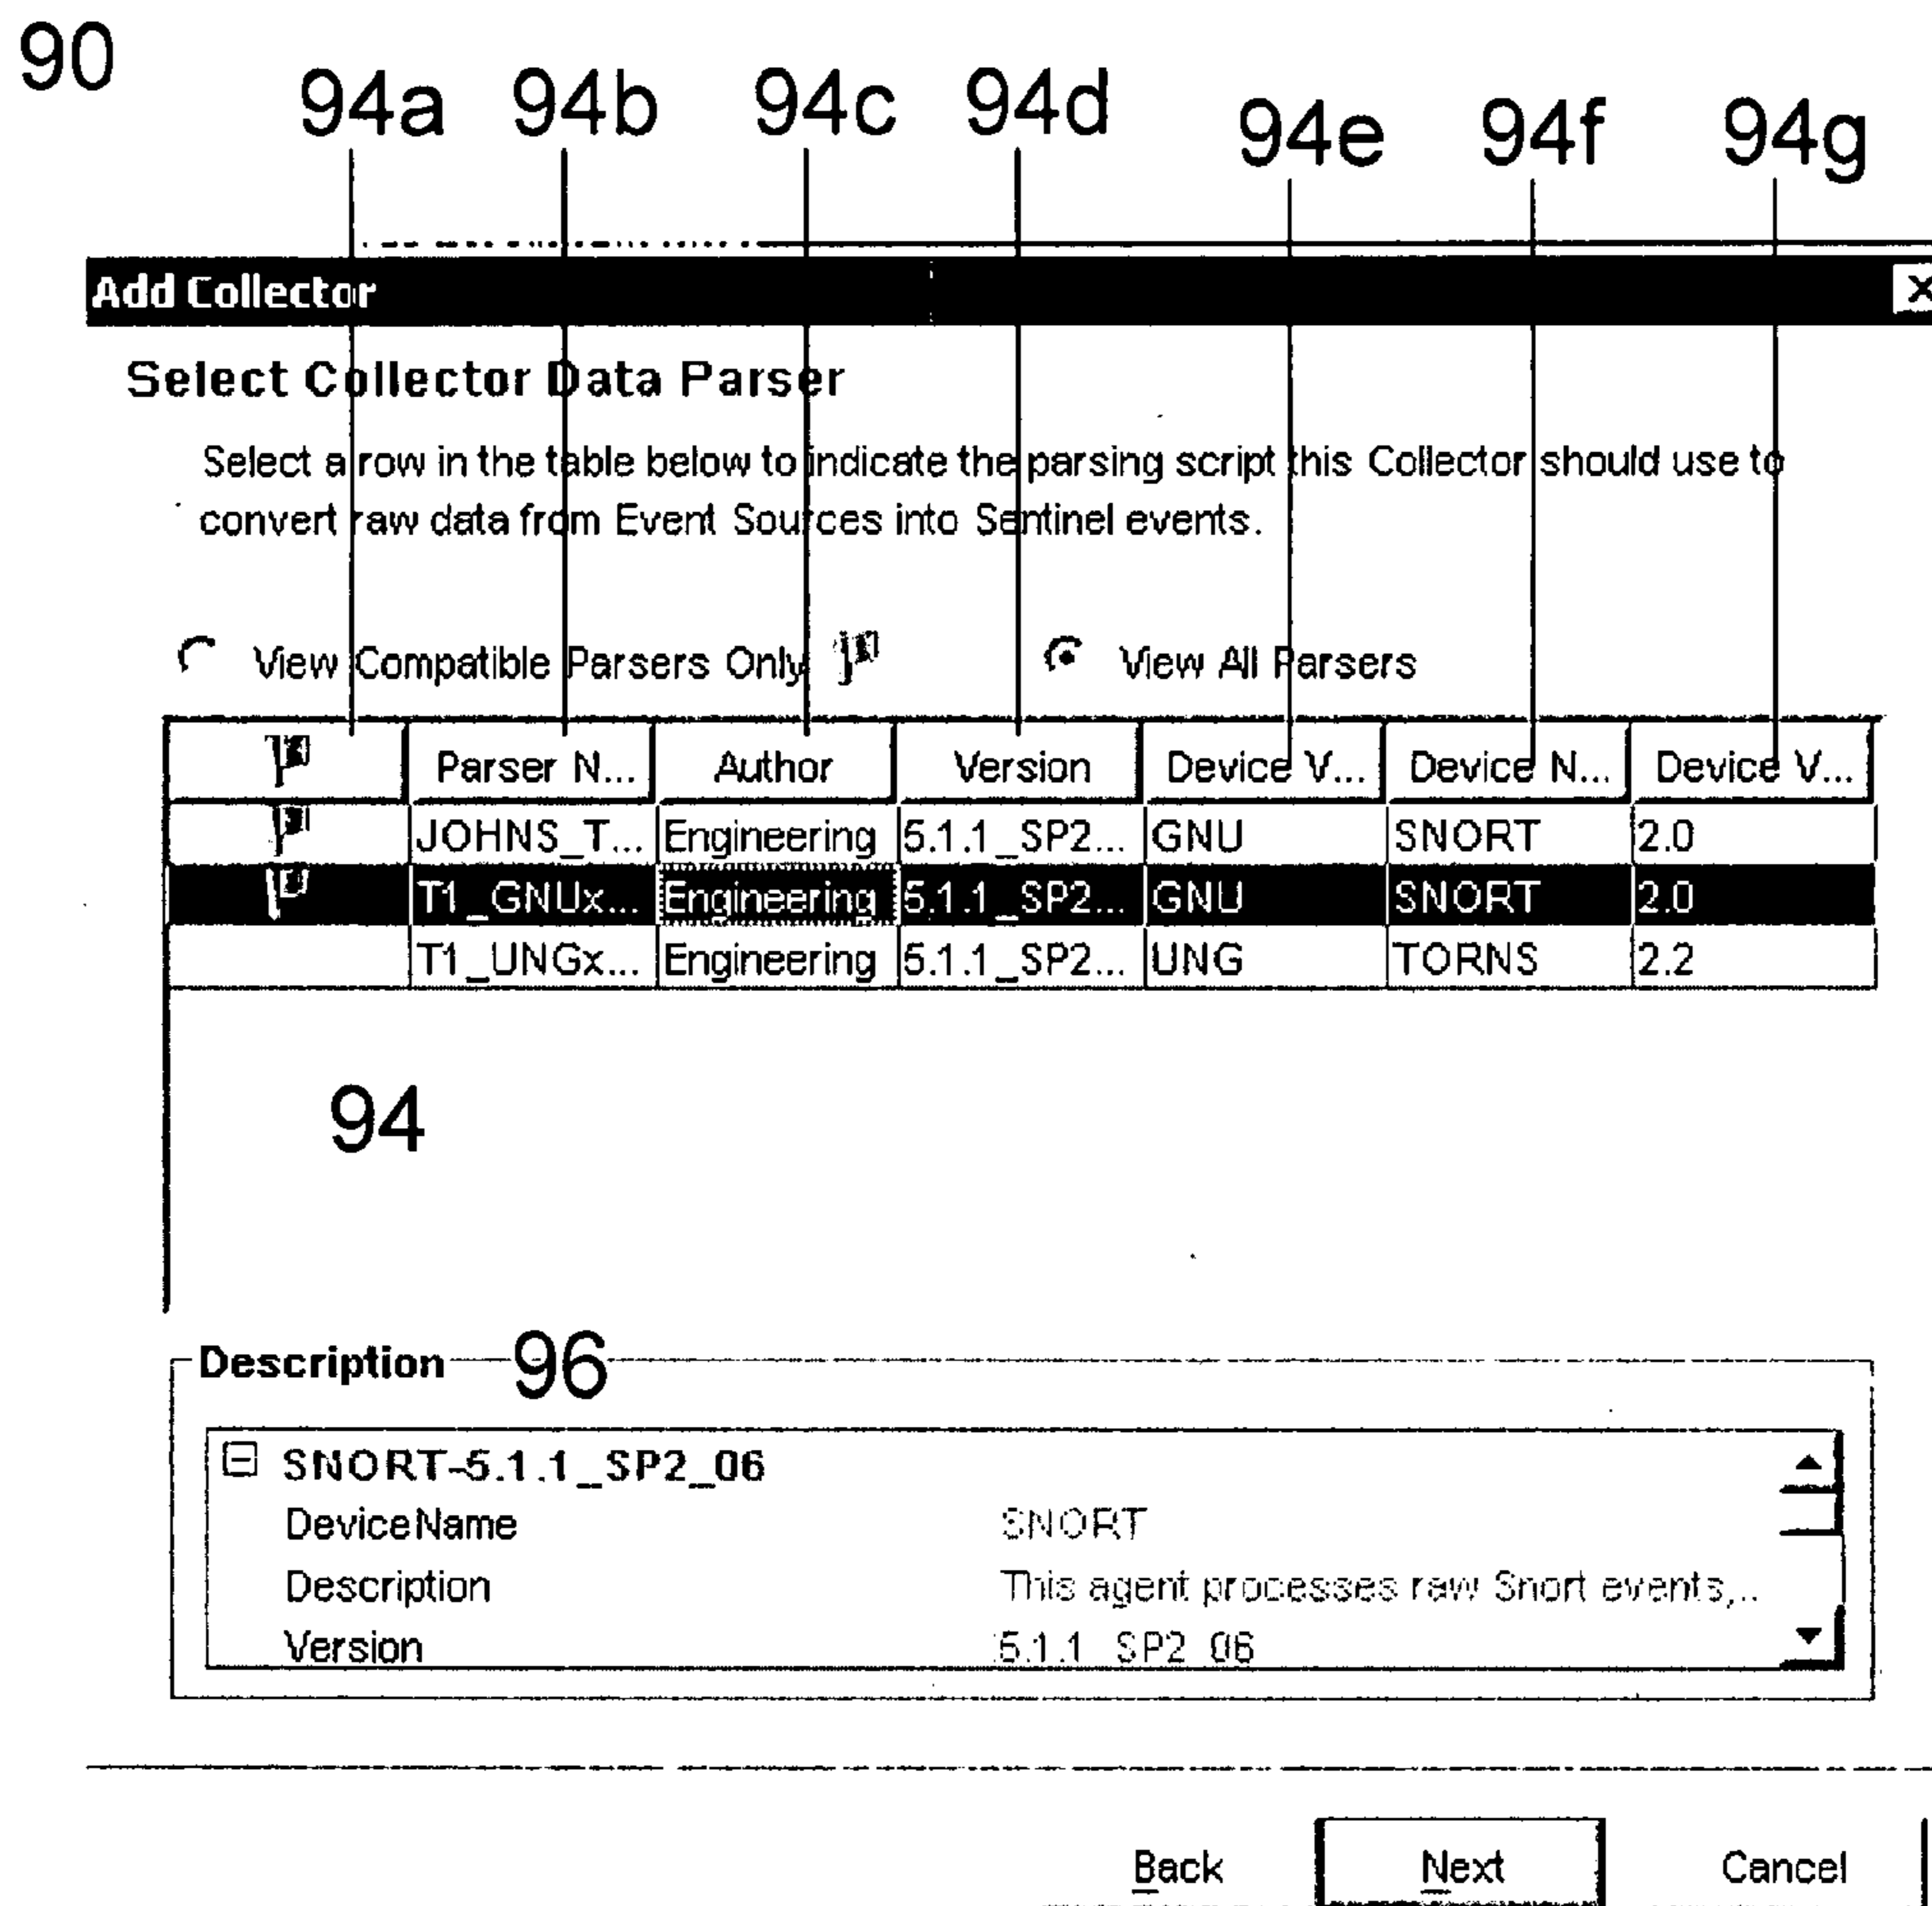 90
94a 94b 94c 94d 94e 94f 94g
Add Collector
Select Collector Data Parser
Select a row in the table below to indicate the parsing script this Collector should use to
convert raw data from Event Sources into Sentinel events.
View Compatible Parsers Only View All Parsers
Parser N... Author Version Device V... Device N... Device V...
JOHNS_T... Engineering 5.1.1_SP2... GNU SNORT 2.0
T1_GNUx... Engineering 5.1.1_SP2... GNU SNORT 2.0
T1_UNGx... Engineering 5.1.1_SP2... UNG TORNS 2.2
94
Description 96
SNORT-5.1.1_SP2_06
DeviceName SNORT
Description This agent processes raw Snort events,..
Version 5.1.1_SP2_06
Back Next Cancel